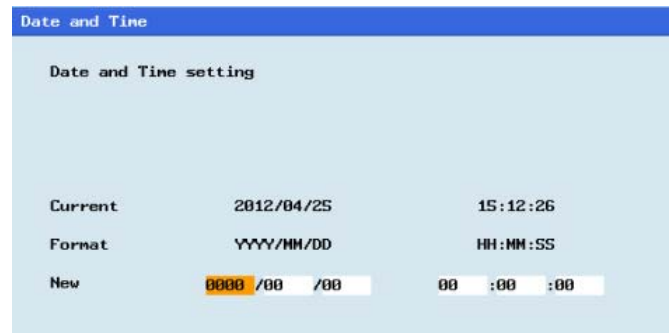 Date and Time
Date and Time setting
Current 2012/04/25 15:12:26
Format YYYY/MM/DD HH:MM:SS
New 0000 /00 /00 00 :00 :00